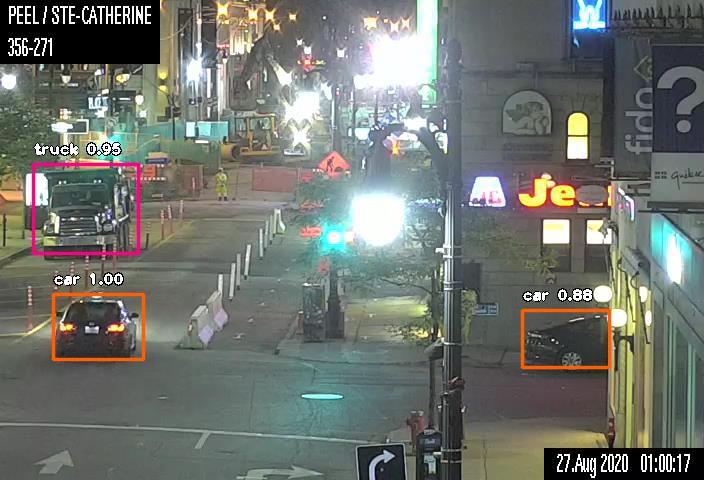 PEEL / STE-CATHERINE
356-271
truck 0.95
car 1.00
car 0.88
fido
?
27.Aug 2020 01:00:17